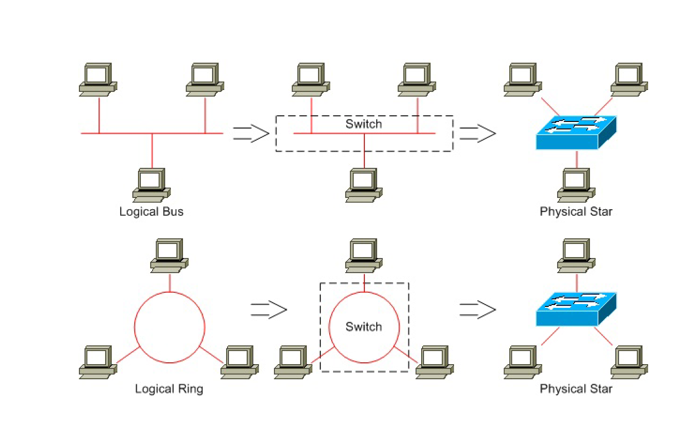 Switch
Logical Bus
Physical Star
Switch
Logical Ring
Physical Star